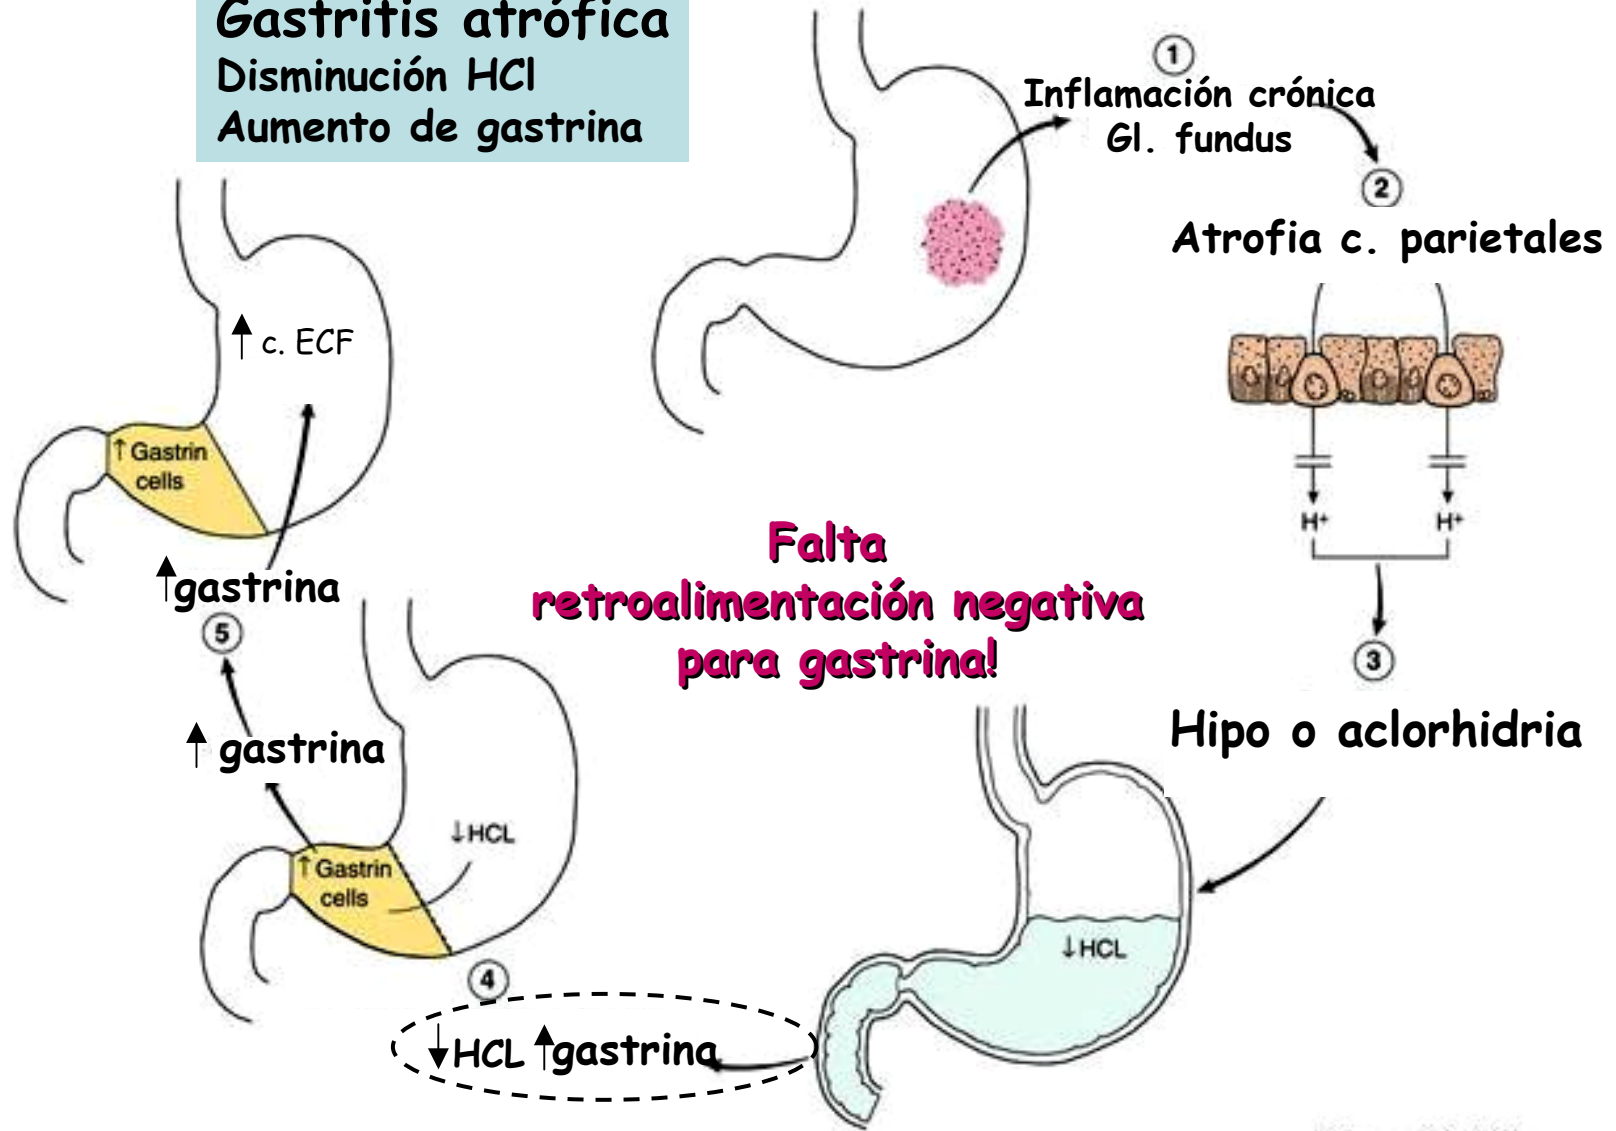 Gastritis atrófica
Disminución HCl
Aumento de gastrina
1
Inflamación crónica
Gl. fundus
2
Atrofia c. parietales
H+ H+
3
Hipo o aclorhidria
↓HCL
4
↓HCL ↑gastrina
↓HCL
↑ Gastrin
cells
↑ gastrina
5
↑gastrina
↑ Gastrin
cells
↑ c. ECF
Falta
retroalimentación negativa
para gastrina!